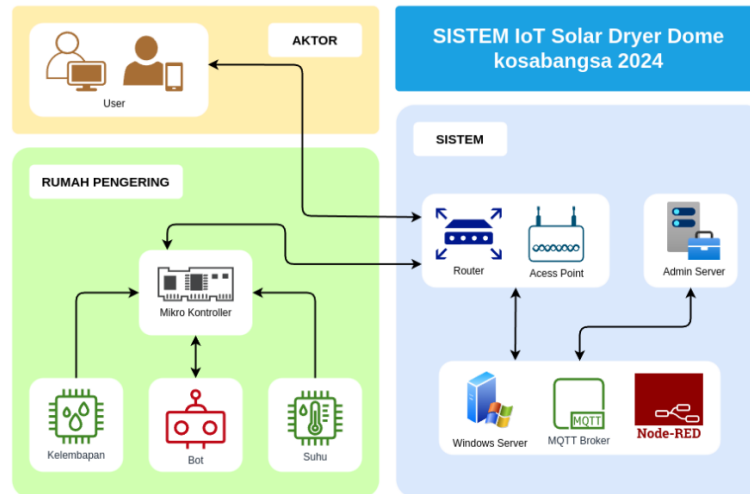 AKTOR
User
SISTEM IoT Solar Dryer Dome
kosabangsa 2024
RUMAH PENGERING
Mikro Kontroller
Kelembapan
Bot
Suhu
SISTEM
Router
Acess Point
Admin Server
Windows Server
MQTT
MQTT Broker
Node-RED